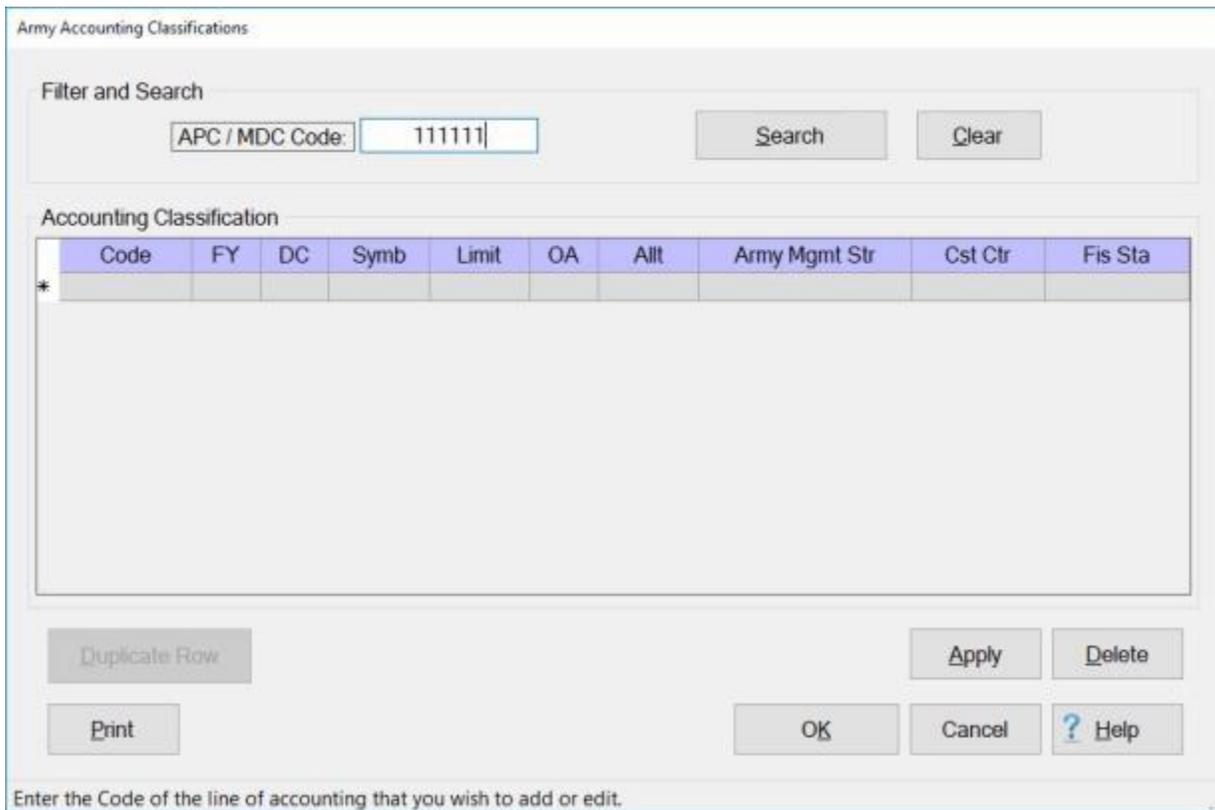 Army Accounting Classifications
Filter and Search
APC / MDC Code: 111111 Search Clear
Accounting Classification
Code FY DC Symb Limit OA Allt Army Mgmt Str Cst Ctr Fis Sta
*
Duplicate Row Apply Delete
Print OK Cancel ? Help
Enter the Code of the line of accounting that you wish to add or edit.